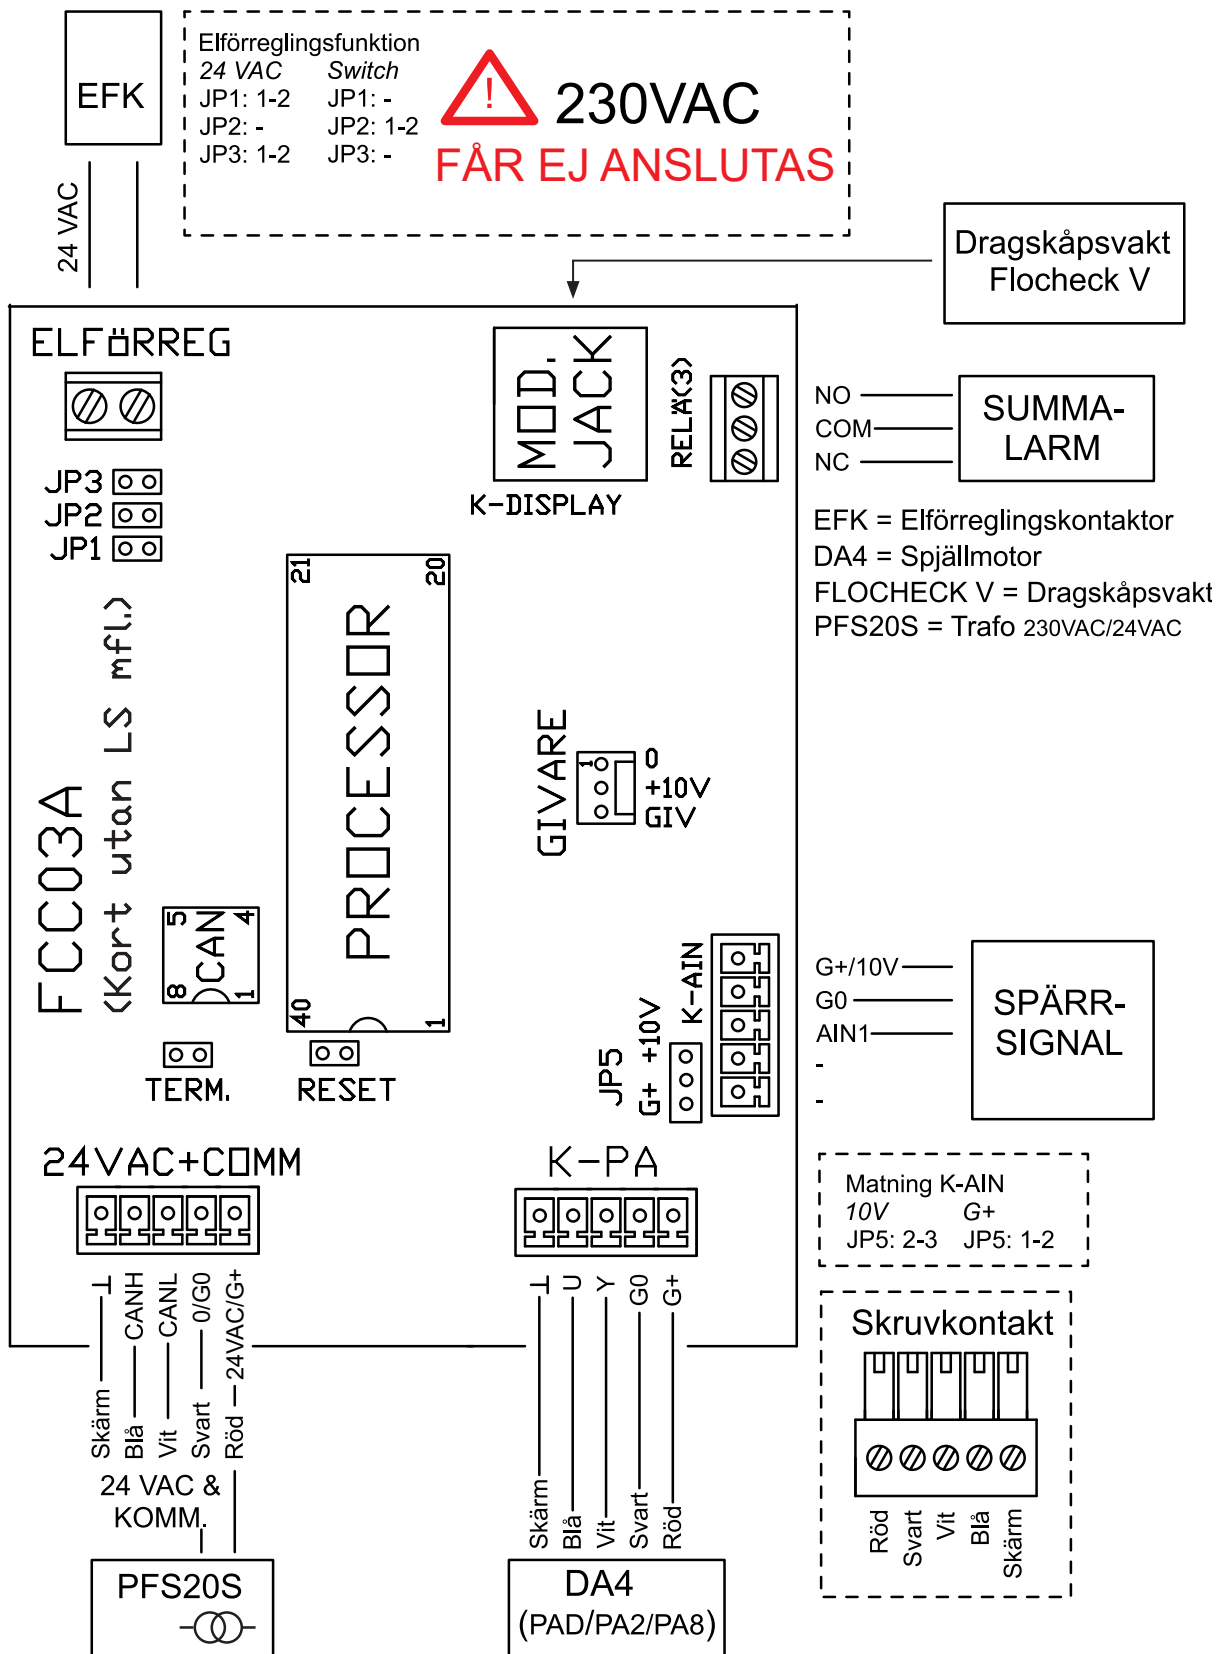 EFK
24 VAC
Elförreglingsfunktion
24 VAC Switch
JP1: 1-2 JP1: -
JP2: - JP2: 1-2
JP3: 1-2 JP3: -
! 230VAC
FÅR EJ ANSLUTAS
Dragskåpsvakt
Flocheck V
ELFÖRREG
JP3
JP2
JP1
MOD.
JACK
K-DISPLAY
RELÄ(3)
NO
COM
NC
SUMMA-
LARM
EFK = Elförreglingskontaktor
DA4 = Spjällmotor
FLOCHECK V = Dragskåpsvakt
PFS20S = Trafo 230VAC/24VAC
FCC03A
(Kort utan LS mfl.)
21 20
PROCESSOR
40 1
5 4
CAN
8 1
TERM.
RESET
GIVARE
1
0
+10V
GIV
K-AIN
JP5
G+ +10V
G+/10V
G0
AIN1
-
-
SPÄRR-
SIGNAL
Matning K-AIN
10V G+
JP5: 2-3 JP5: 1-2
24VAC+COMM
⊥
CANH
CANL
0/G0
24VAC/G+
Skärm
Blå
Vit
Svart
Röd
24 VAC &
KOMM.
PFS20S
K-PA
⊥
U
Y
G0
G+
Skärm
Blå
Vit
Svart
Röd
DA4
(PAD/PA2/PA8)
Skruvkontakt
Röd
Svart
Vit
Blå
Skärm